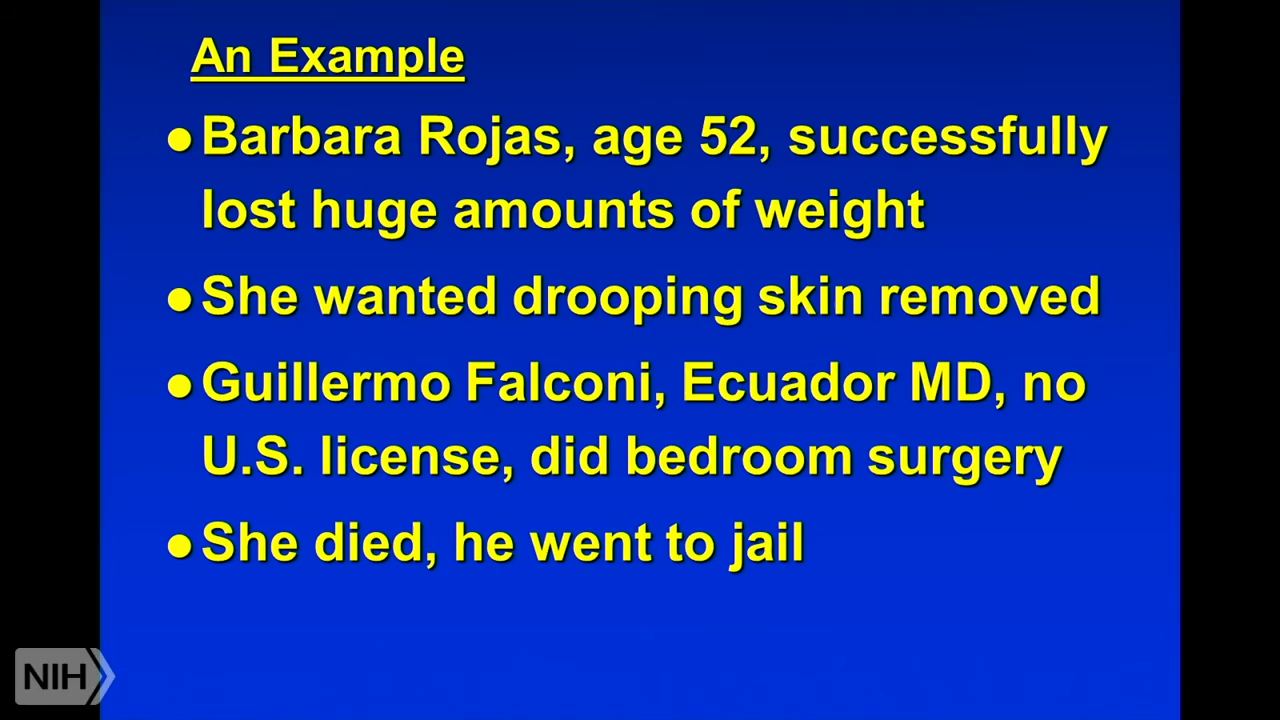 An Example
● Barbara Rojas, age 52, successfully
lost huge amounts of weight
● She wanted drooping skin removed
● Guillermo Falconi, Ecuador MD, no
U.S. license, did bedroom surgery
● She died, he went to jail
NIH